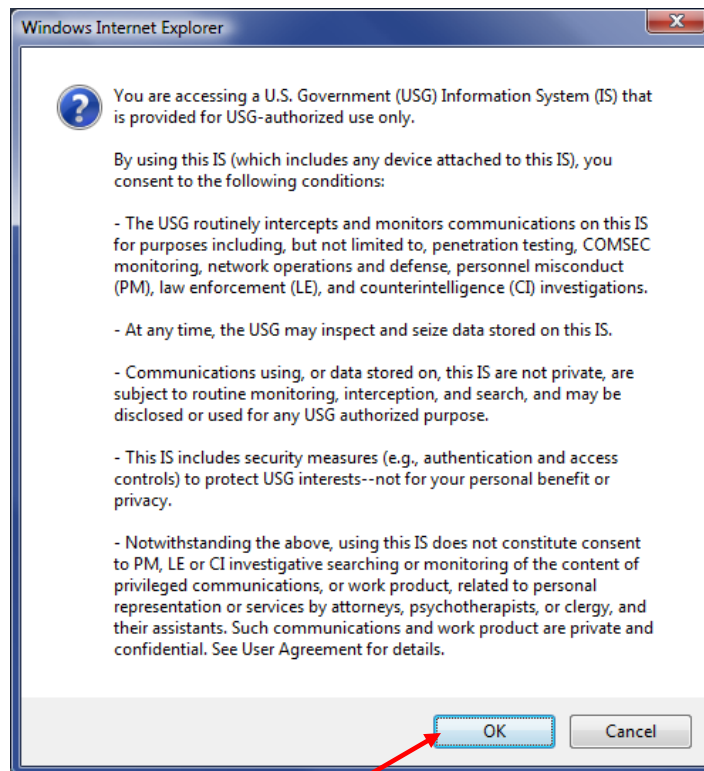 Windows Internet Explorer
x
You are accessing a U.S. Government (USG) Information System (IS) that
is provided for USG-authorized use only.
By using this IS (which includes any device attached to this IS), you
consent to the following conditions:
- The USG routinely intercepts and monitors communications on this IS
for purposes including, but not limited to, penetration testing, COMSEC
monitoring, network operations and defense, personnel misconduct
(PM), law enforcement (LE), and counterintelligence (CI) investigations.
- At any time, the USG may inspect and seize data stored on this IS.
- Communications using, or data stored on, this IS are not private, are
subject to routine monitoring, interception, and search, and may be
disclosed or used for any USG authorized purpose.
- This IS includes security measures (e.g., authentication and access
controls) to protect USG interests--not for your personal benefit or
privacy.
- Notwithstanding the above, using this IS does not constitute consent
to PM, LE or CI investigative searching or monitoring of the content of
privileged communications, or work product, related to personal
representation or services by attorneys, psychotherapists, or clergy, and
their assistants. Such communications and work product are private and
confidential. See User Agreement for details.
OK Cancel